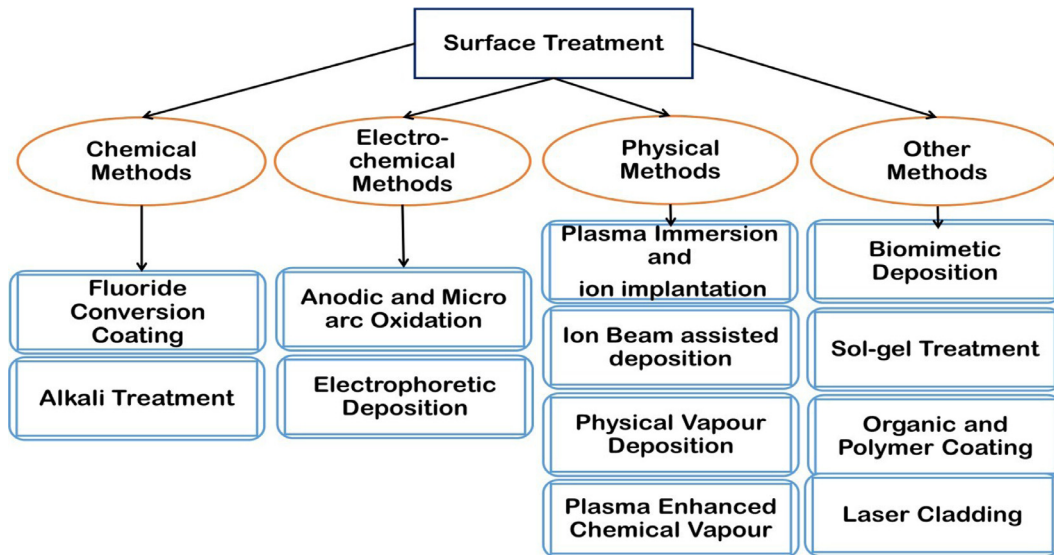 Surface Treatment
Chemical
Methods
Electro-
chemical
Methods
Physical
Methods
Other
Methods
Fluoride
Conversion
Coating
Alkali Treatment
Anodic and Micro
arc Oxidation
Electrophoretic
Deposition
Plasma Immersion
and
ion implantation
Ion Beam assisted
deposition
Physical Vapour
Deposition
Plasma Enhanced
Chemical Vapour
Biomimetic
Deposition
Sol-gel Treatment
Organic and
Polymer Coating
Laser Cladding